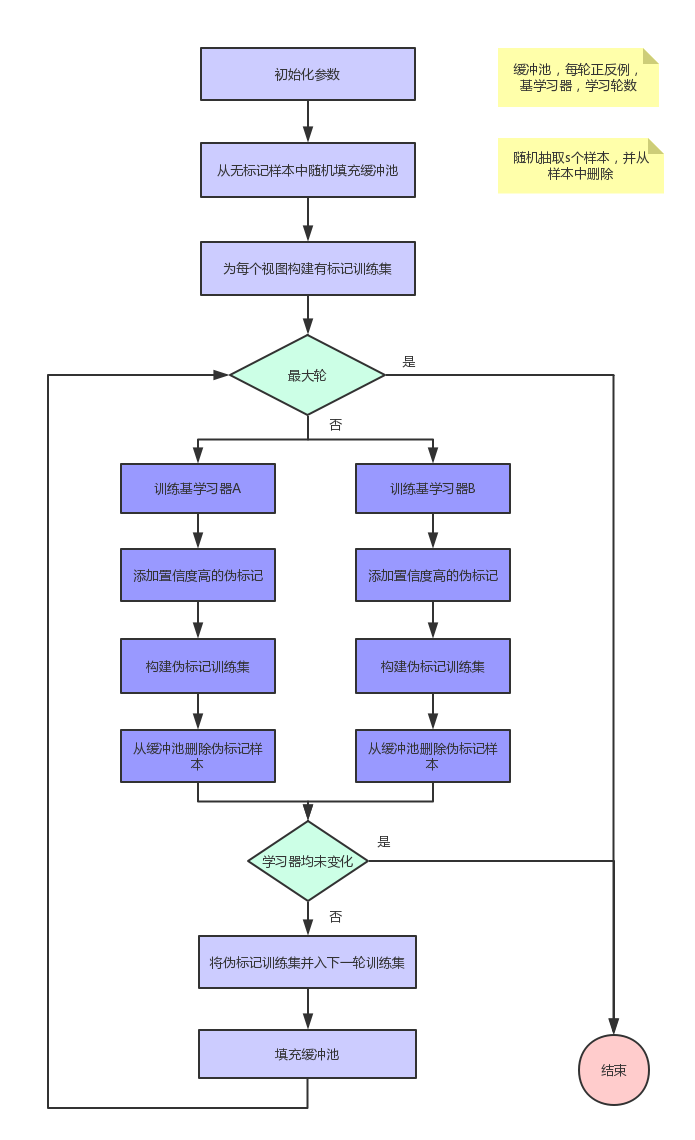 初始化参数
缓冲池，每轮正反例，
基学习器，学习轮数
从无标记样本中随机填充缓冲池
随机抽取s个样本，并从
样本中删除
为每个视图构建有标记训练集
最大轮
是
否
训练基学习器A
训练基学习器B
添加置信度高的伪标记
添加置信度高的伪标记
构建伪标记训练集
构建伪标记训练集
从缓冲池删除伪标记样
本
从缓冲池删除伪标记样
本
学习器均未变化
是
否
将伪标记训练集并入下一轮训练集
填充缓冲池
结束